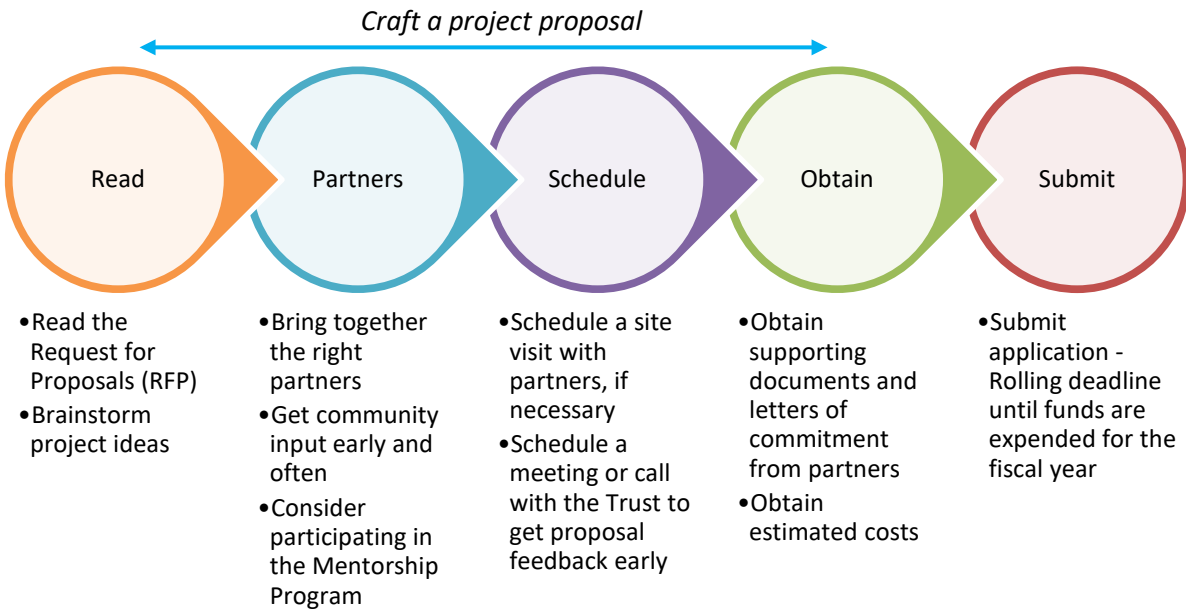 Craft a project proposal
Read
Partners
Schedule
Obtain
Submit
•Read the
Request for
Proposals (RFP)
•Brainstorm
project ideas
•Bring together
the right
partners
•Get community
input early and
often
•Consider
participating in
the Mentorship
Program
•Schedule a site
visit with
partners, if
necessary
•Schedule a
meeting or call
with the Trust to
get proposal
feedback early
•Obtain
supporting
documents and
letters of
commitment
from partners
•Obtain
estimated costs
•Submit
application -
Rolling deadline
until funds are
expended for the
fiscal year